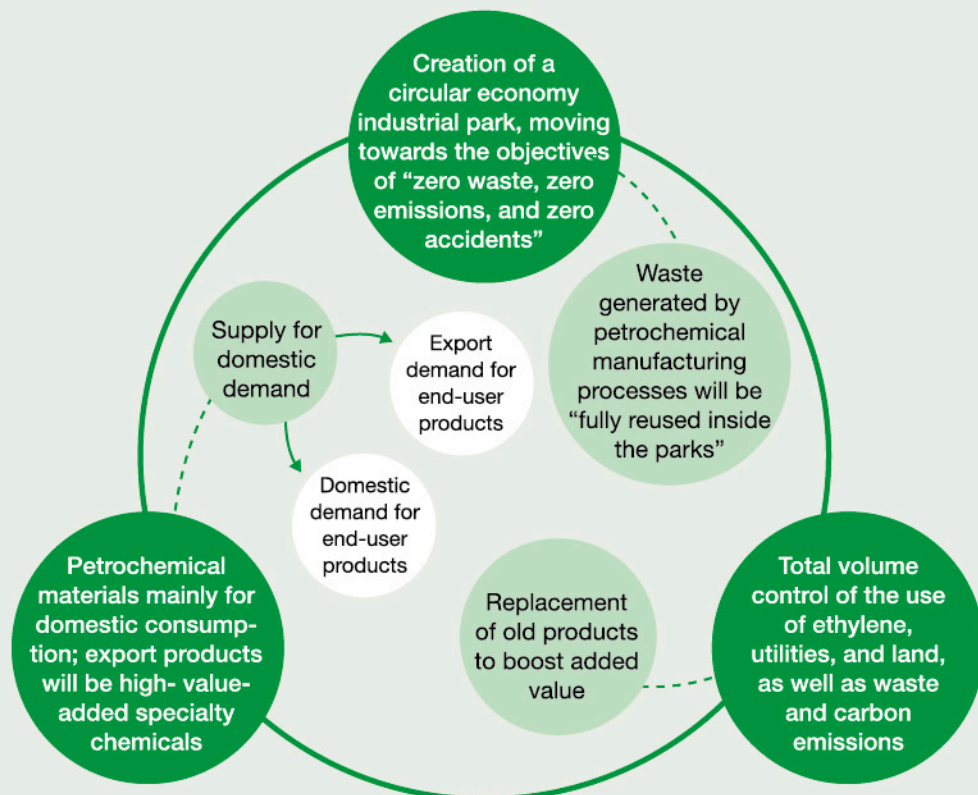 Creation of a
circular economy
industrial park, moving
towards the objectives
of “zero waste, zero
emissions, and zero
accidents”
Waste
generated by
petrochemical
manufacturing
processes will be
“fully reused inside
the parks”
Supply for
domestic
demand
Export
demand for
end-user
products
Domestic
demand for
end-user
products
Petrochemical
materials mainly for
domestic consump-
tion; export products
will be high- value-
added specialty
chemicals
Replacement
of old products
to boost added
value
Total volume
control of the use
of ethylene,
utilities, and land,
as well as waste
and carbon
emissions